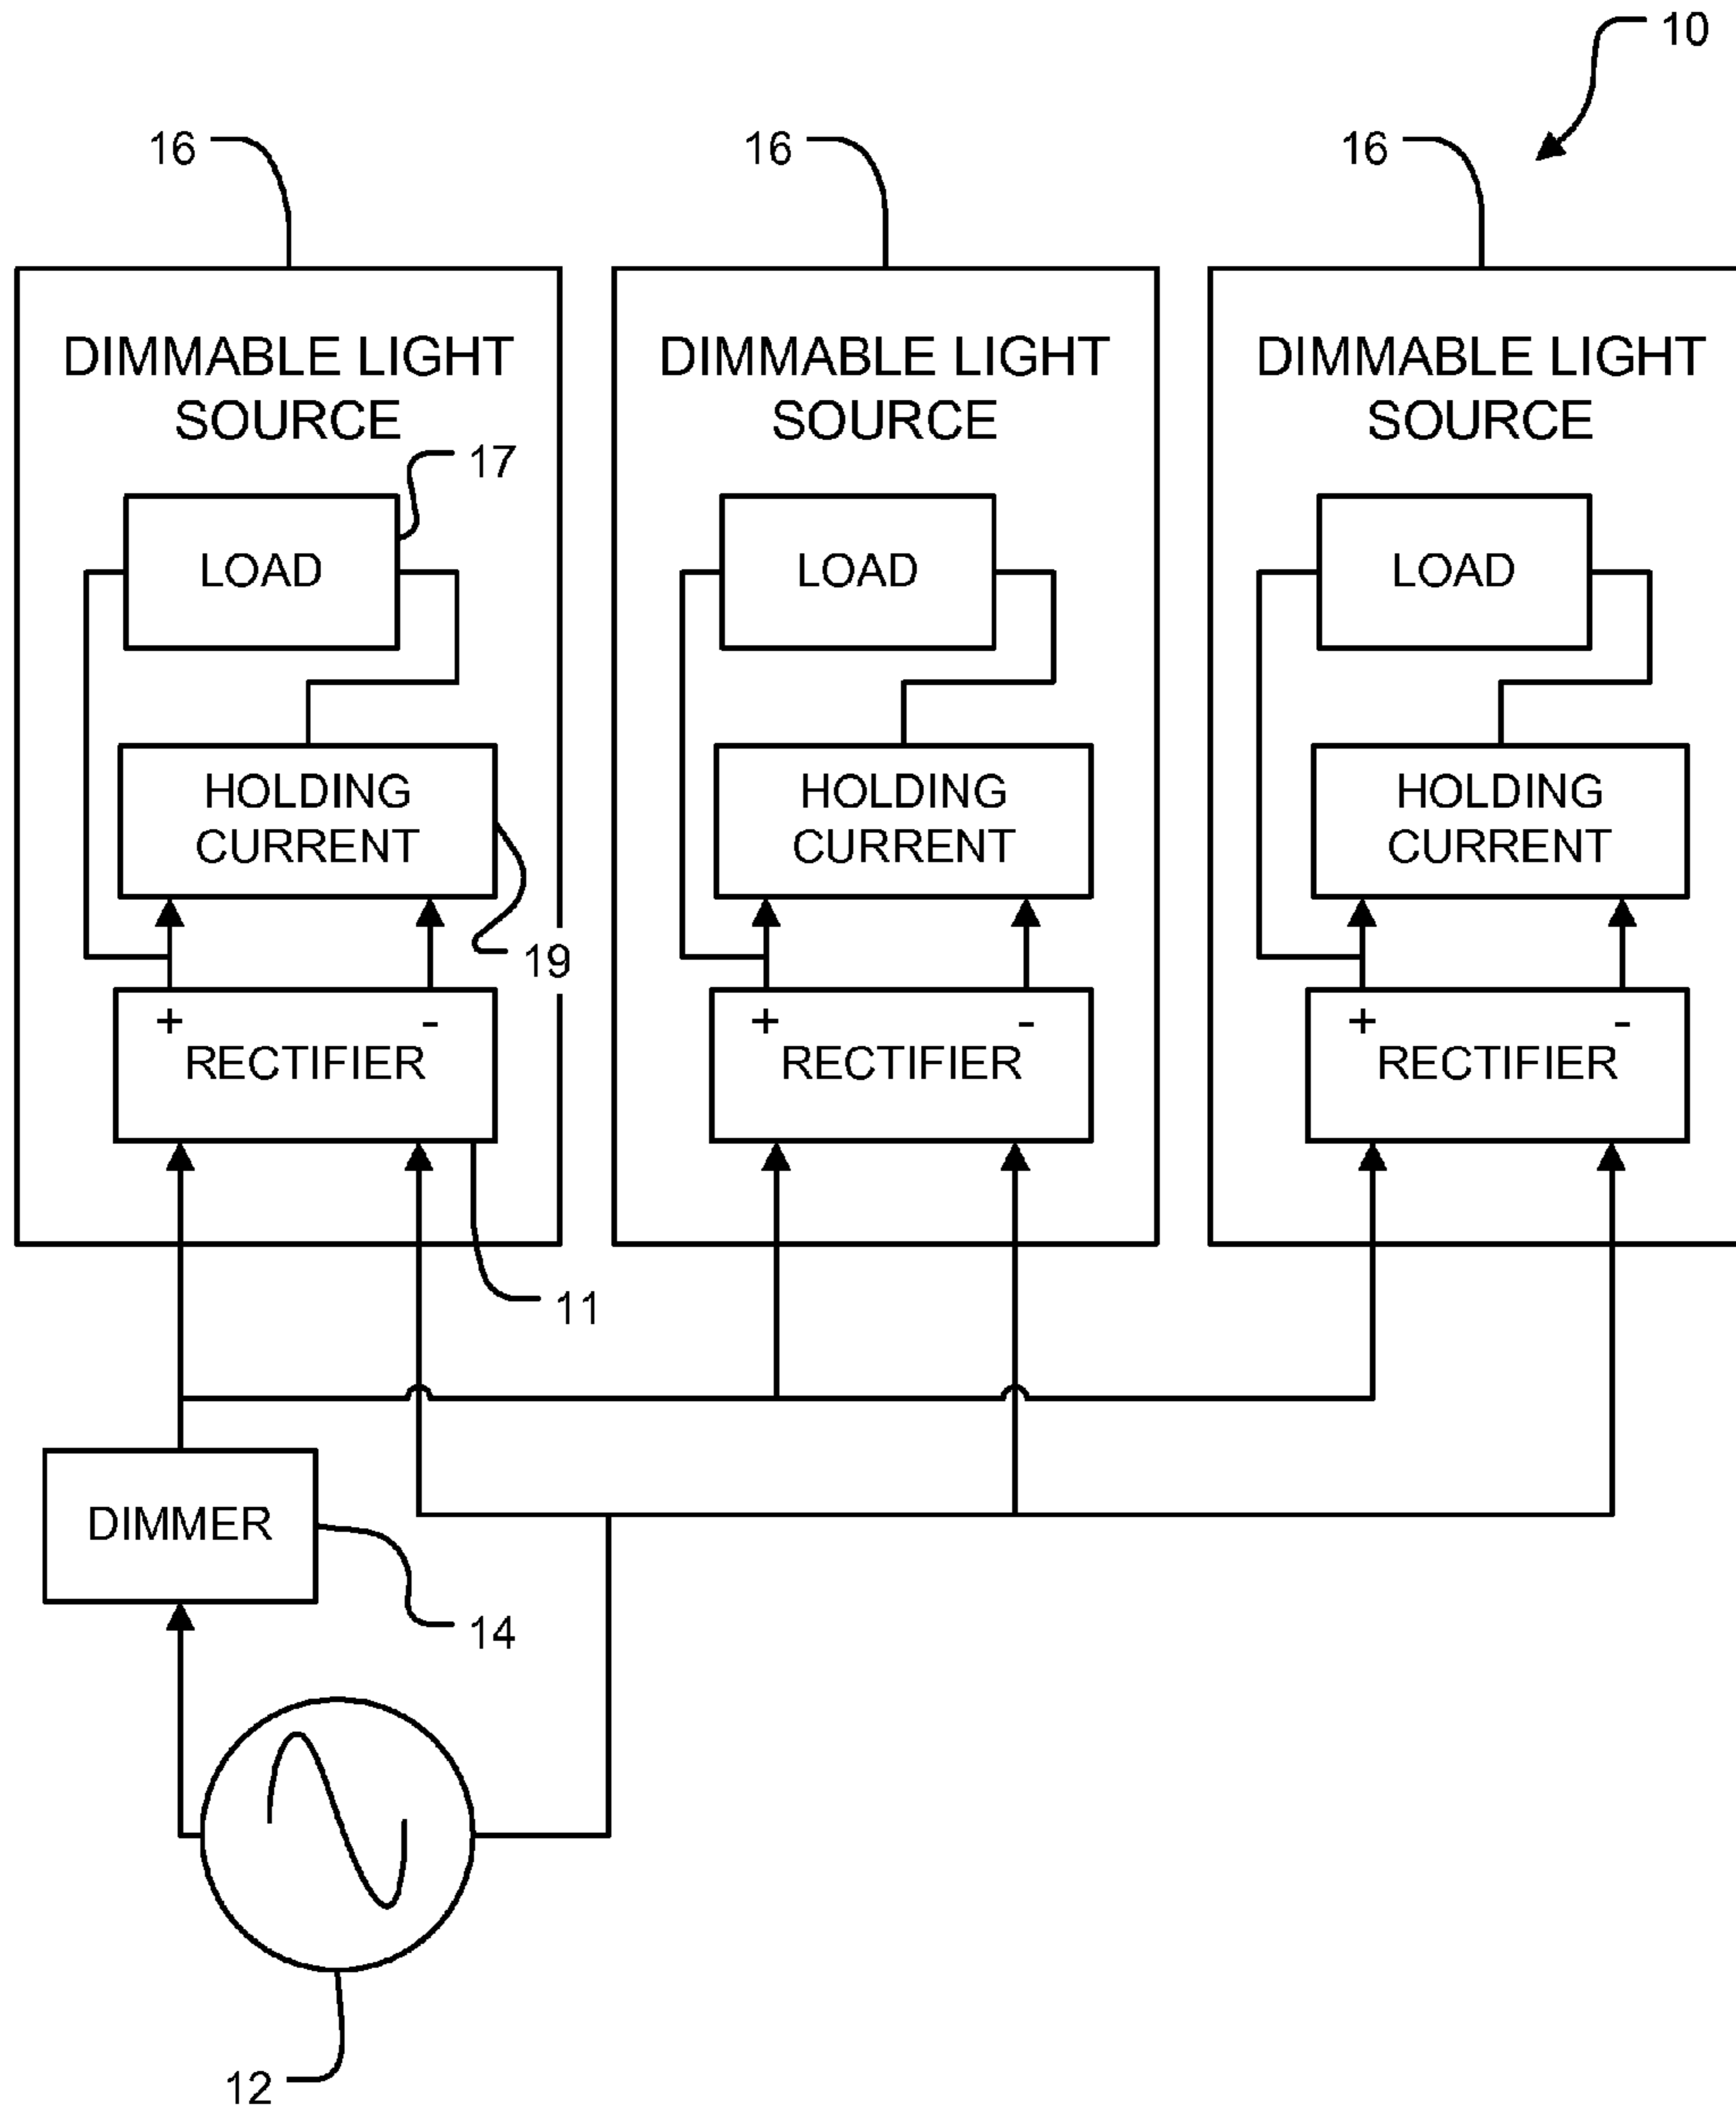 10
16
16
16
DIMMABLE LIGHT
SOURCE
DIMMABLE LIGHT
SOURCE
DIMMABLE LIGHT
SOURCE
17
LOAD
LOAD
LOAD
HOLDING
CURRENT
HOLDING
CURRENT
HOLDING
CURRENT
19
+ -
RECTIFIER
+ -
RECTIFIER
+ -
RECTIFIER
11
DIMMER
14
12